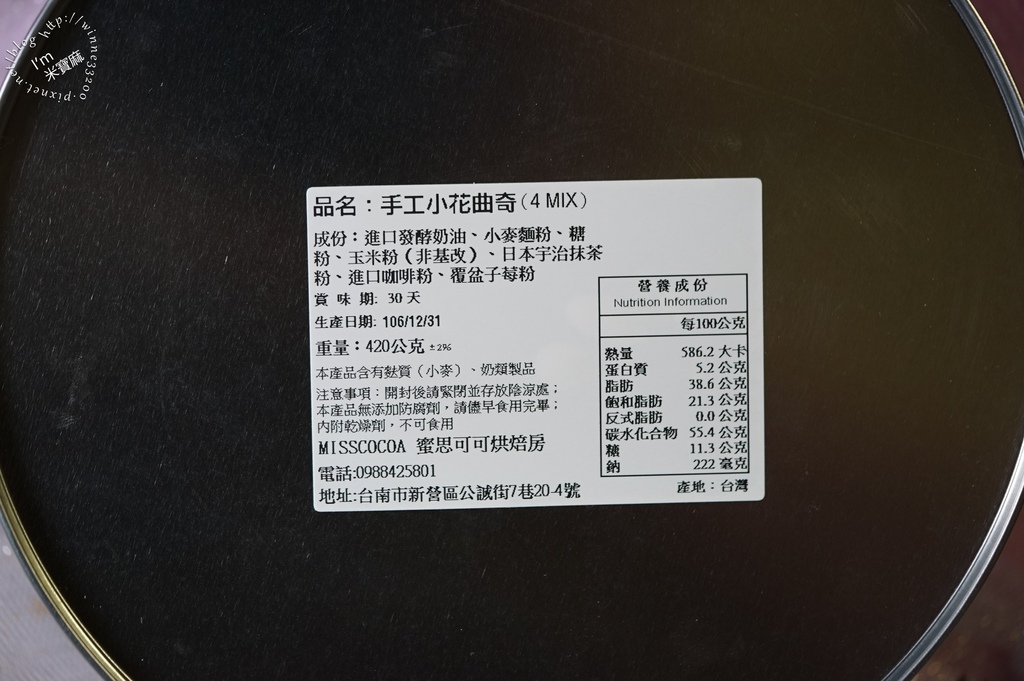 blog http://winne33200.pixnet.net/
I'm
米寶麻
品名：手工小花曲奇（4 MIX）
成份：進口發酵奶油、小麥麵粉、糖
粉、玉米粉（非基改）、日本宇治抹茶
粉、進口咖啡粉、覆盆子莓粉
賞 味 期: 30 天
生產日期: 106/12/31
重量：420公克 ±2%
本產品含有麩質（小麥）、奶類製品
注意事項：開封後請緊閉並存放陰涼處；
本產品無添加防腐劑，請儘早食用完畢；
內附乾燥劑，不可食用
MISSCOCOA 蜜思可可烘焙房
電話:0988425801
地址:台南市新營區公誠街7巷20-4號
營養成份
Nutrition Information
每100公克
熱量 586.2 大卡
蛋白質 5.2 公克
脂肪 38.6 公克
飽和脂肪 21.3 公克
反式脂肪 0.0 公克
碳水化合物 55.4 公克
糖 11.3 公克
鈉 222 毫克
產地：台灣